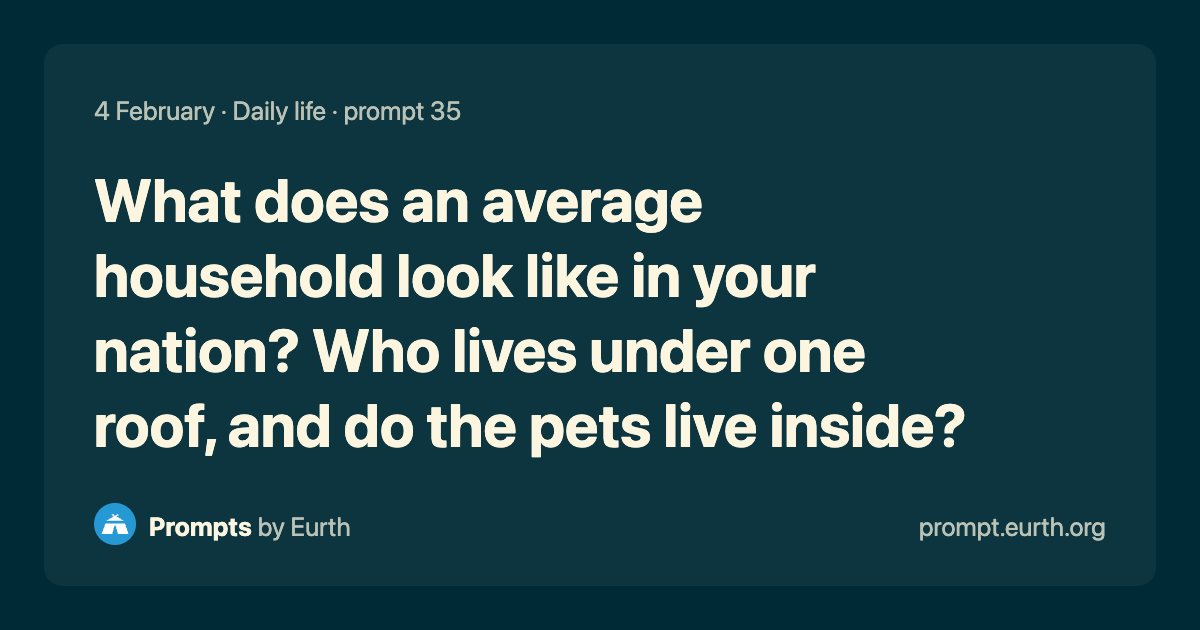 4 February · Daily life · prompt 35
What does an average
household look like in your
nation? Who lives under one
roof, and do the pets live inside?
Prompts by Eurth
prompt.eurth.org